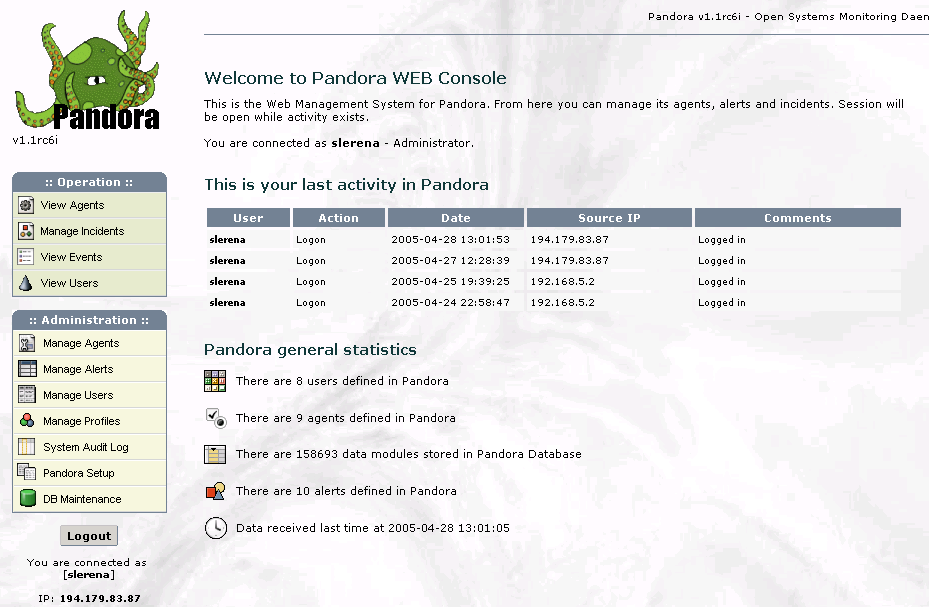 Pandora v1.1rc6i - Open Systems Monitoring Daen
Pandora
v1.1rc6i
:: Operation ::
View Agents
Manage Incidents
View Events
View Users
:: Administration ::
Manage Agents
Manage Alerts
Manage Users
Manage Profiles
System Audit Log
Pandora Setup
DB Maintenance
Logout
You are connected as
[slerena]
IP: 194.179.83.87
Welcome to Pandora WEB Console
This is the Web Management System for Pandora. From here you can manage its agents, alerts and incidents. Session will
be open while activity exists.
You are connected as slerena - Administrator.
This is your last activity in Pandora
User Action Date Source IP Comments
slerena Logon 2005-04-28 13:01:53 194.179.83.87 Logged in
slerena Logon 2005-04-27 12:28:39 194.179.83.87 Logged in
slerena Logon 2005-04-25 19:39:25 192.168.5.2 Logged in
slerena Logon 2005-04-24 22:58:47 192.168.5.2 Logged in
Pandora general statistics
There are 8 users defined in Pandora
There are 9 agents defined in Pandora
There are 158693 data modules stored in Pandora Database
There are 10 alerts defined in Pandora
Data received last time at 2005-04-28 13:01:05